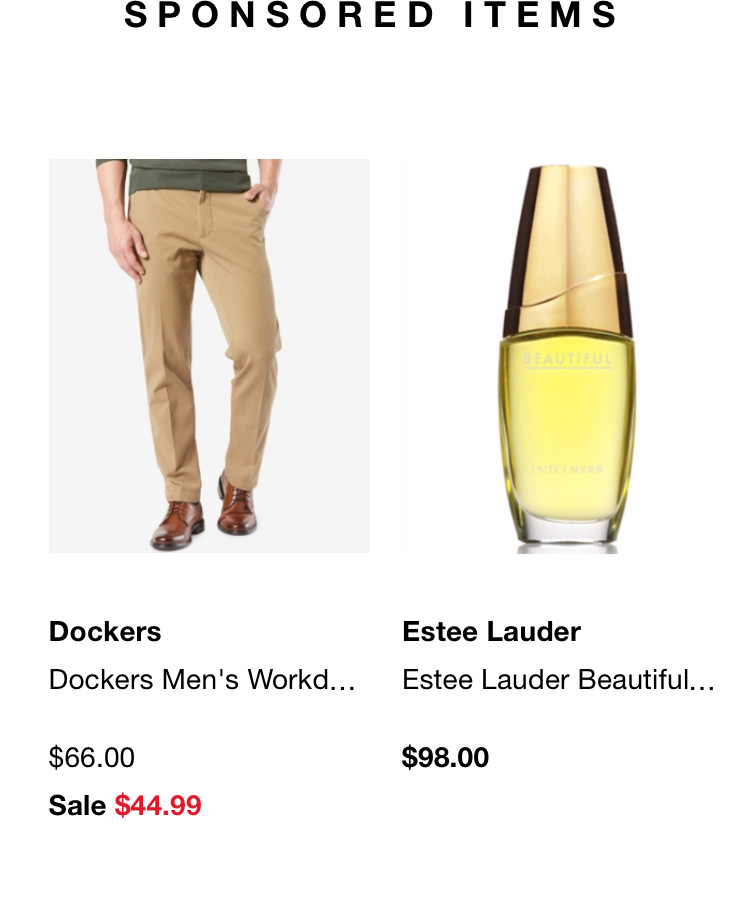 SPONSORED ITEMS
BEAUTIFUL
ESTĒE LAUDER
Dockers
Dockers Men's Workd...
$66.00
Sale $44.99
Estee Lauder
Estee Lauder Beautiful...
$98.00